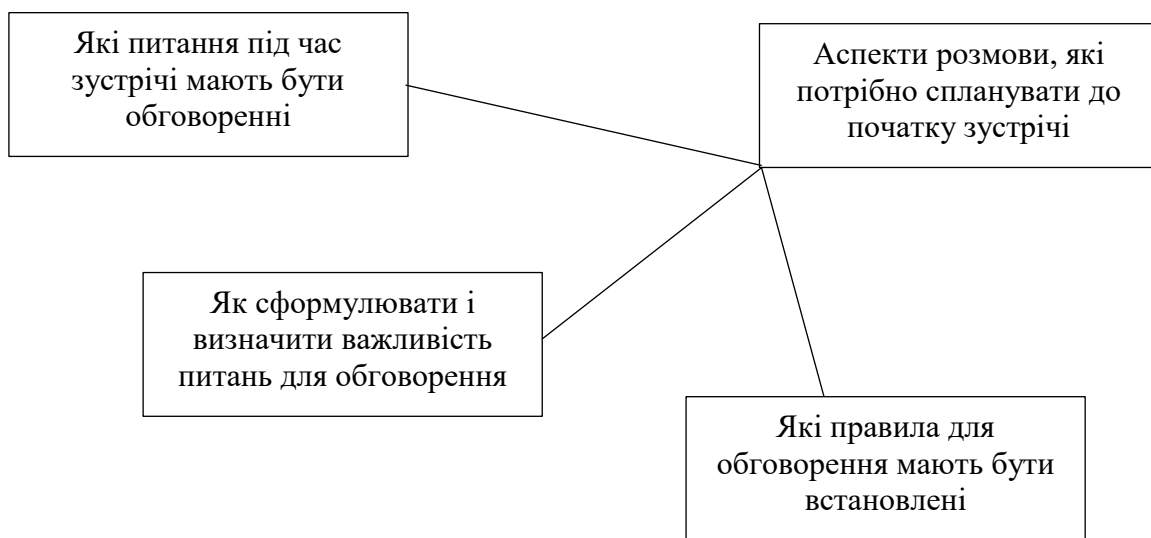 Які питання під час
зустрічі мають бути
обговоренні
Аспекти розмови, які
потрібно спланувати до
початку зустрічі
Як сформулювати і
визначити важливість
питань для обговорення
Які правила для
обговорення мають бути
встановлені